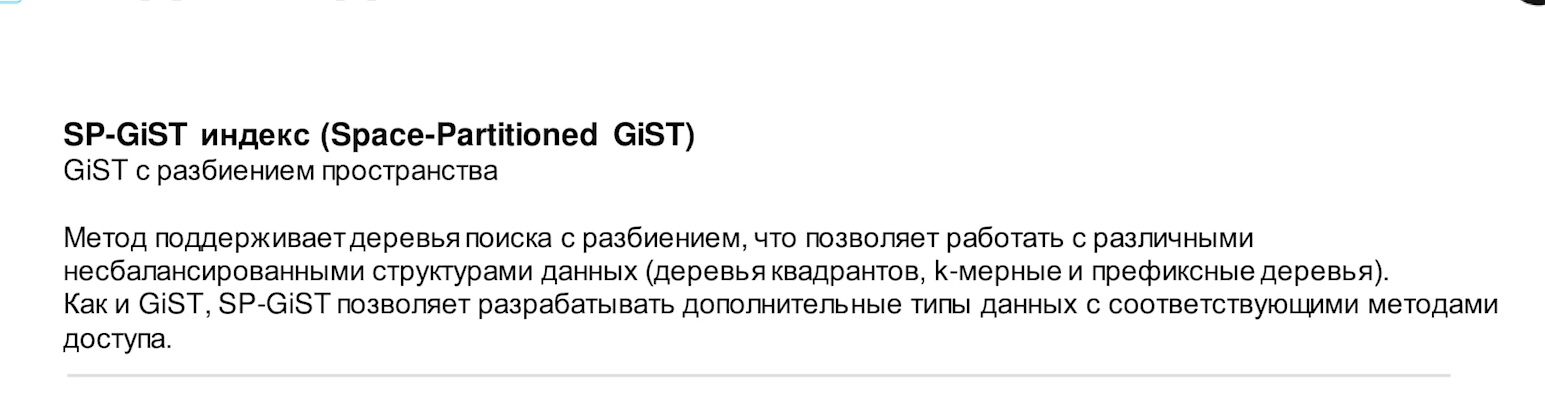 SP-GiST индекс (Space-Partitioned GiST)
GiST с разбиением пространства
Метод поддерживает деревья поиска с разбиением, что позволяет работать с различными
несбалансированными структурами данных (деревья квадрантов, k-мерные и префиксные деревья).
Как и GiST, SP-GiST позволяет разрабатывать дополнительные типы данных с соответствующими методами
доступа.